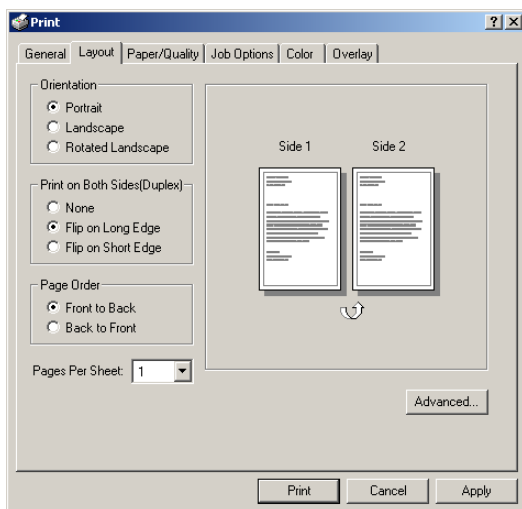 Print
General Layout Paper/Quality Job Options Color Overlay
Orientation
Portrait
Landscape
Rotated Landscape
Print on Both Sides(Duplex)
None
Flip on Long Edge
Flip on Short Edge
Page Order
Front to Back
Back to Front
Pages Per Sheet: 1
Side 1 Side 2
Advanced...
Print Cancel Apply